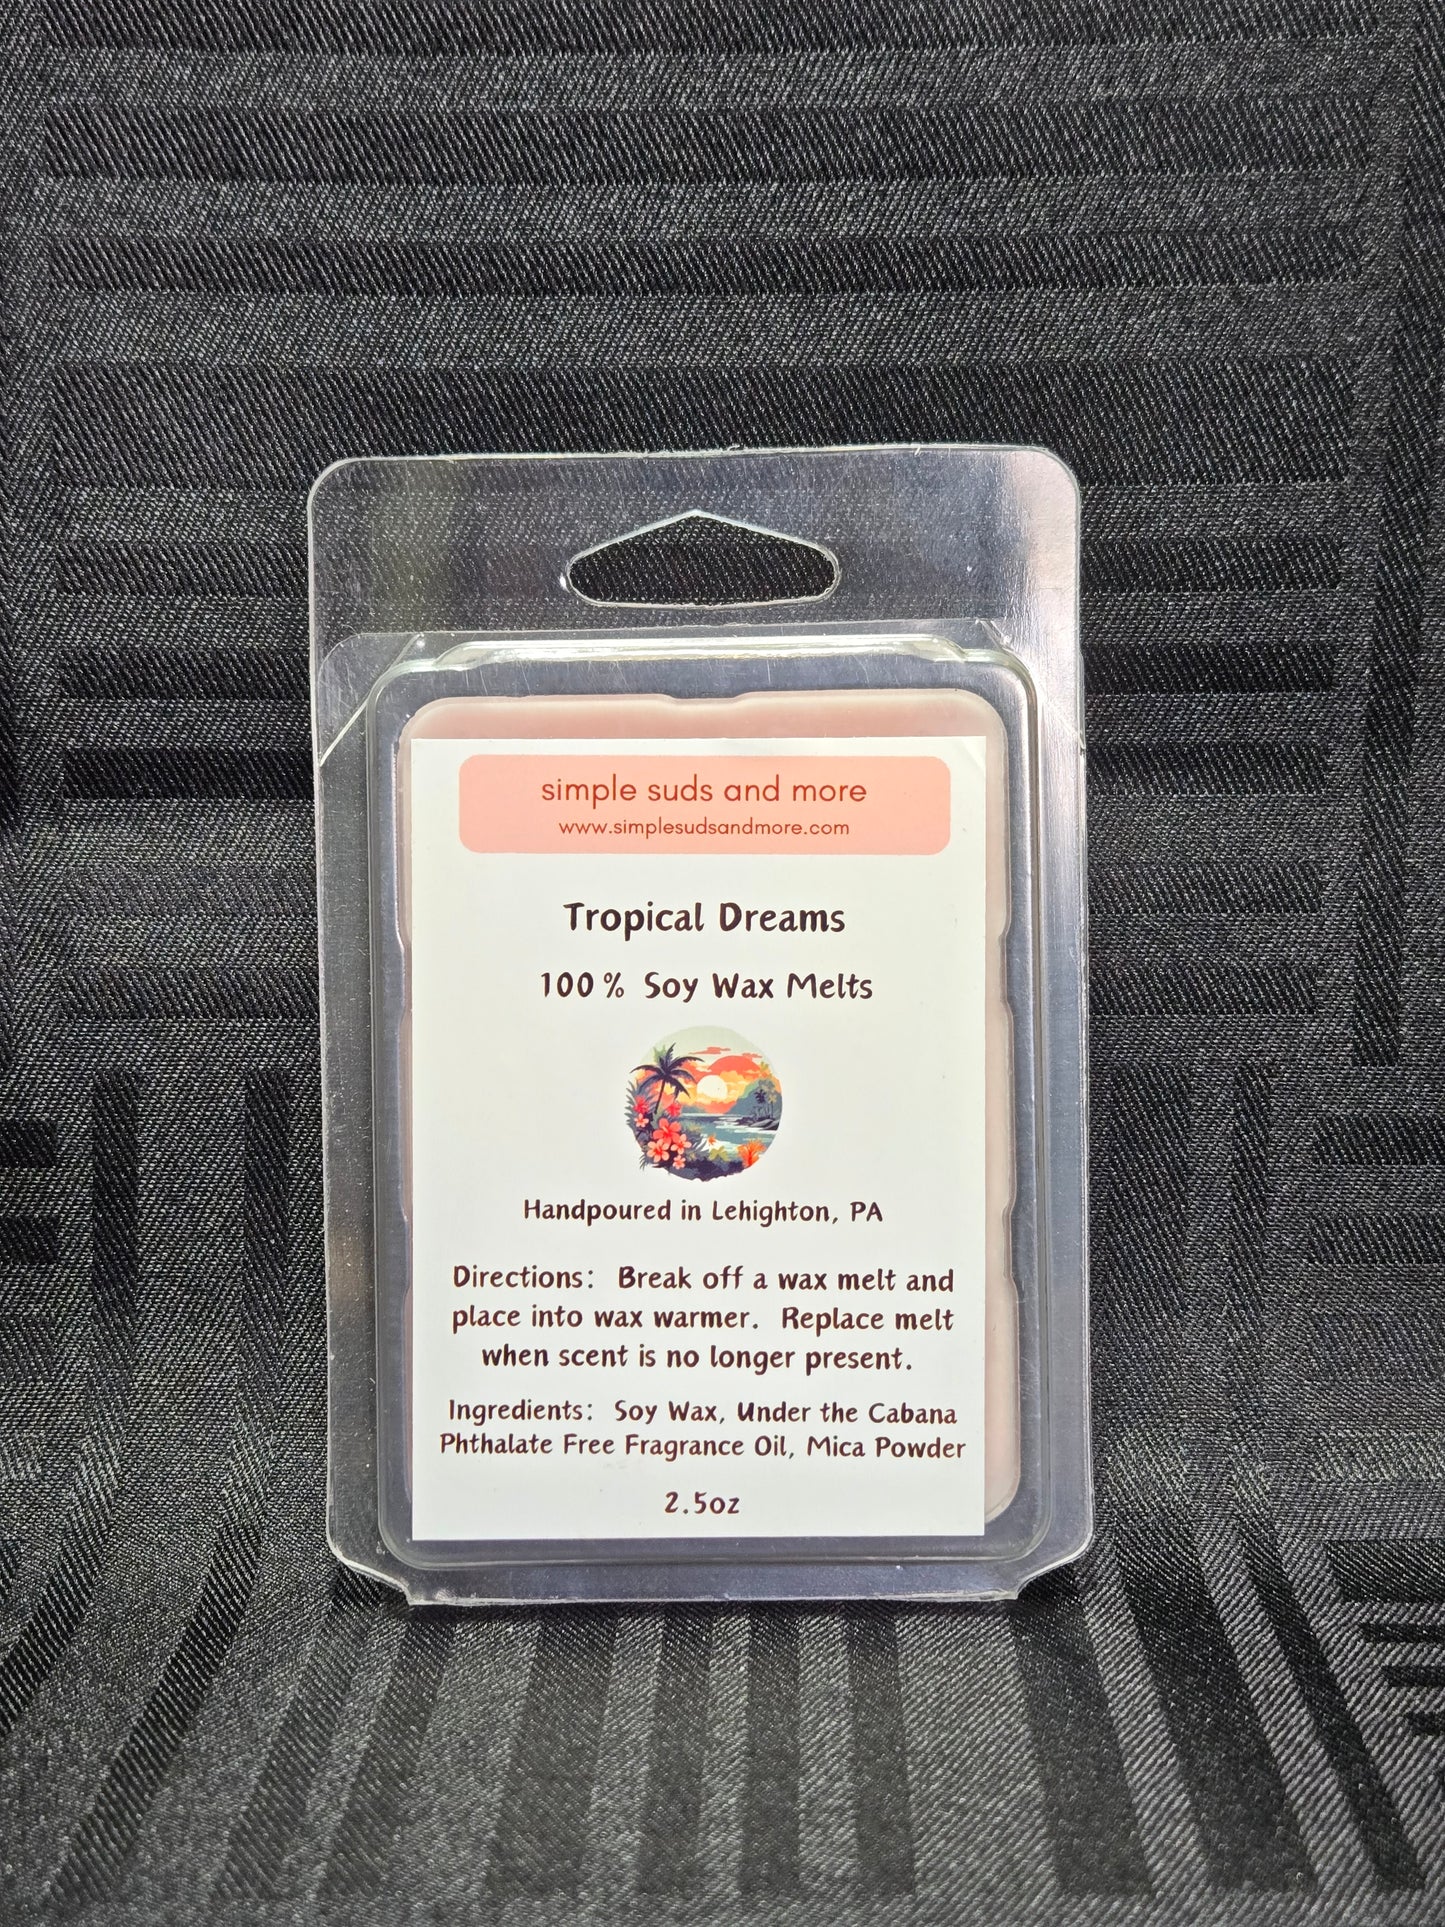 simple suds and more
www.simplesudsandmore.com
Tropical Dreams
100% Soy Wax Melts
Handpoured in Lehighton, PA
Directions: Break off a wax melt and
place into wax warmer. Replace melt
when scent is no longer present.
Ingredients: Soy Wax, Under the Cabana
Phthalate Free Fragrance Oil, Mica Powder
2.5oz